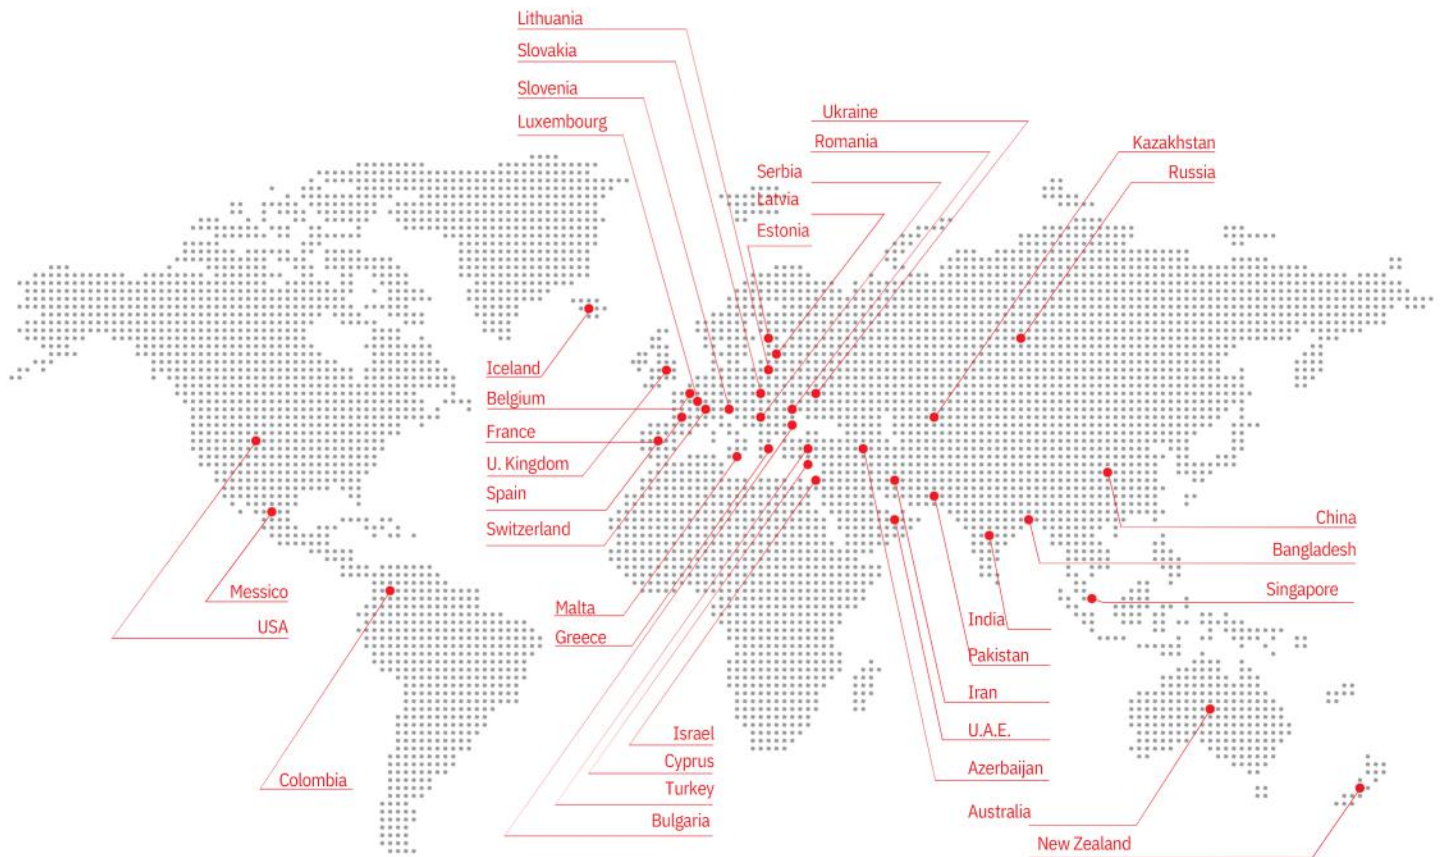 Lithuania
Slovakia
Slovenia
Luxembourg
Ukraine
Romania
Serbia
Latvia
Estonia
Kazakhstan
Russia
Iceland
Belgium
France
U. Kingdom
Spain
Switzerland
Malta
Greece
Messico
USA
Colombia
Israel
Cyprus
Turkey
Bulgaria
India
Pakistan
Iran
U.A.E.
Azerbaijan
Australia
New Zealand
China
Bangladesh
Singapore